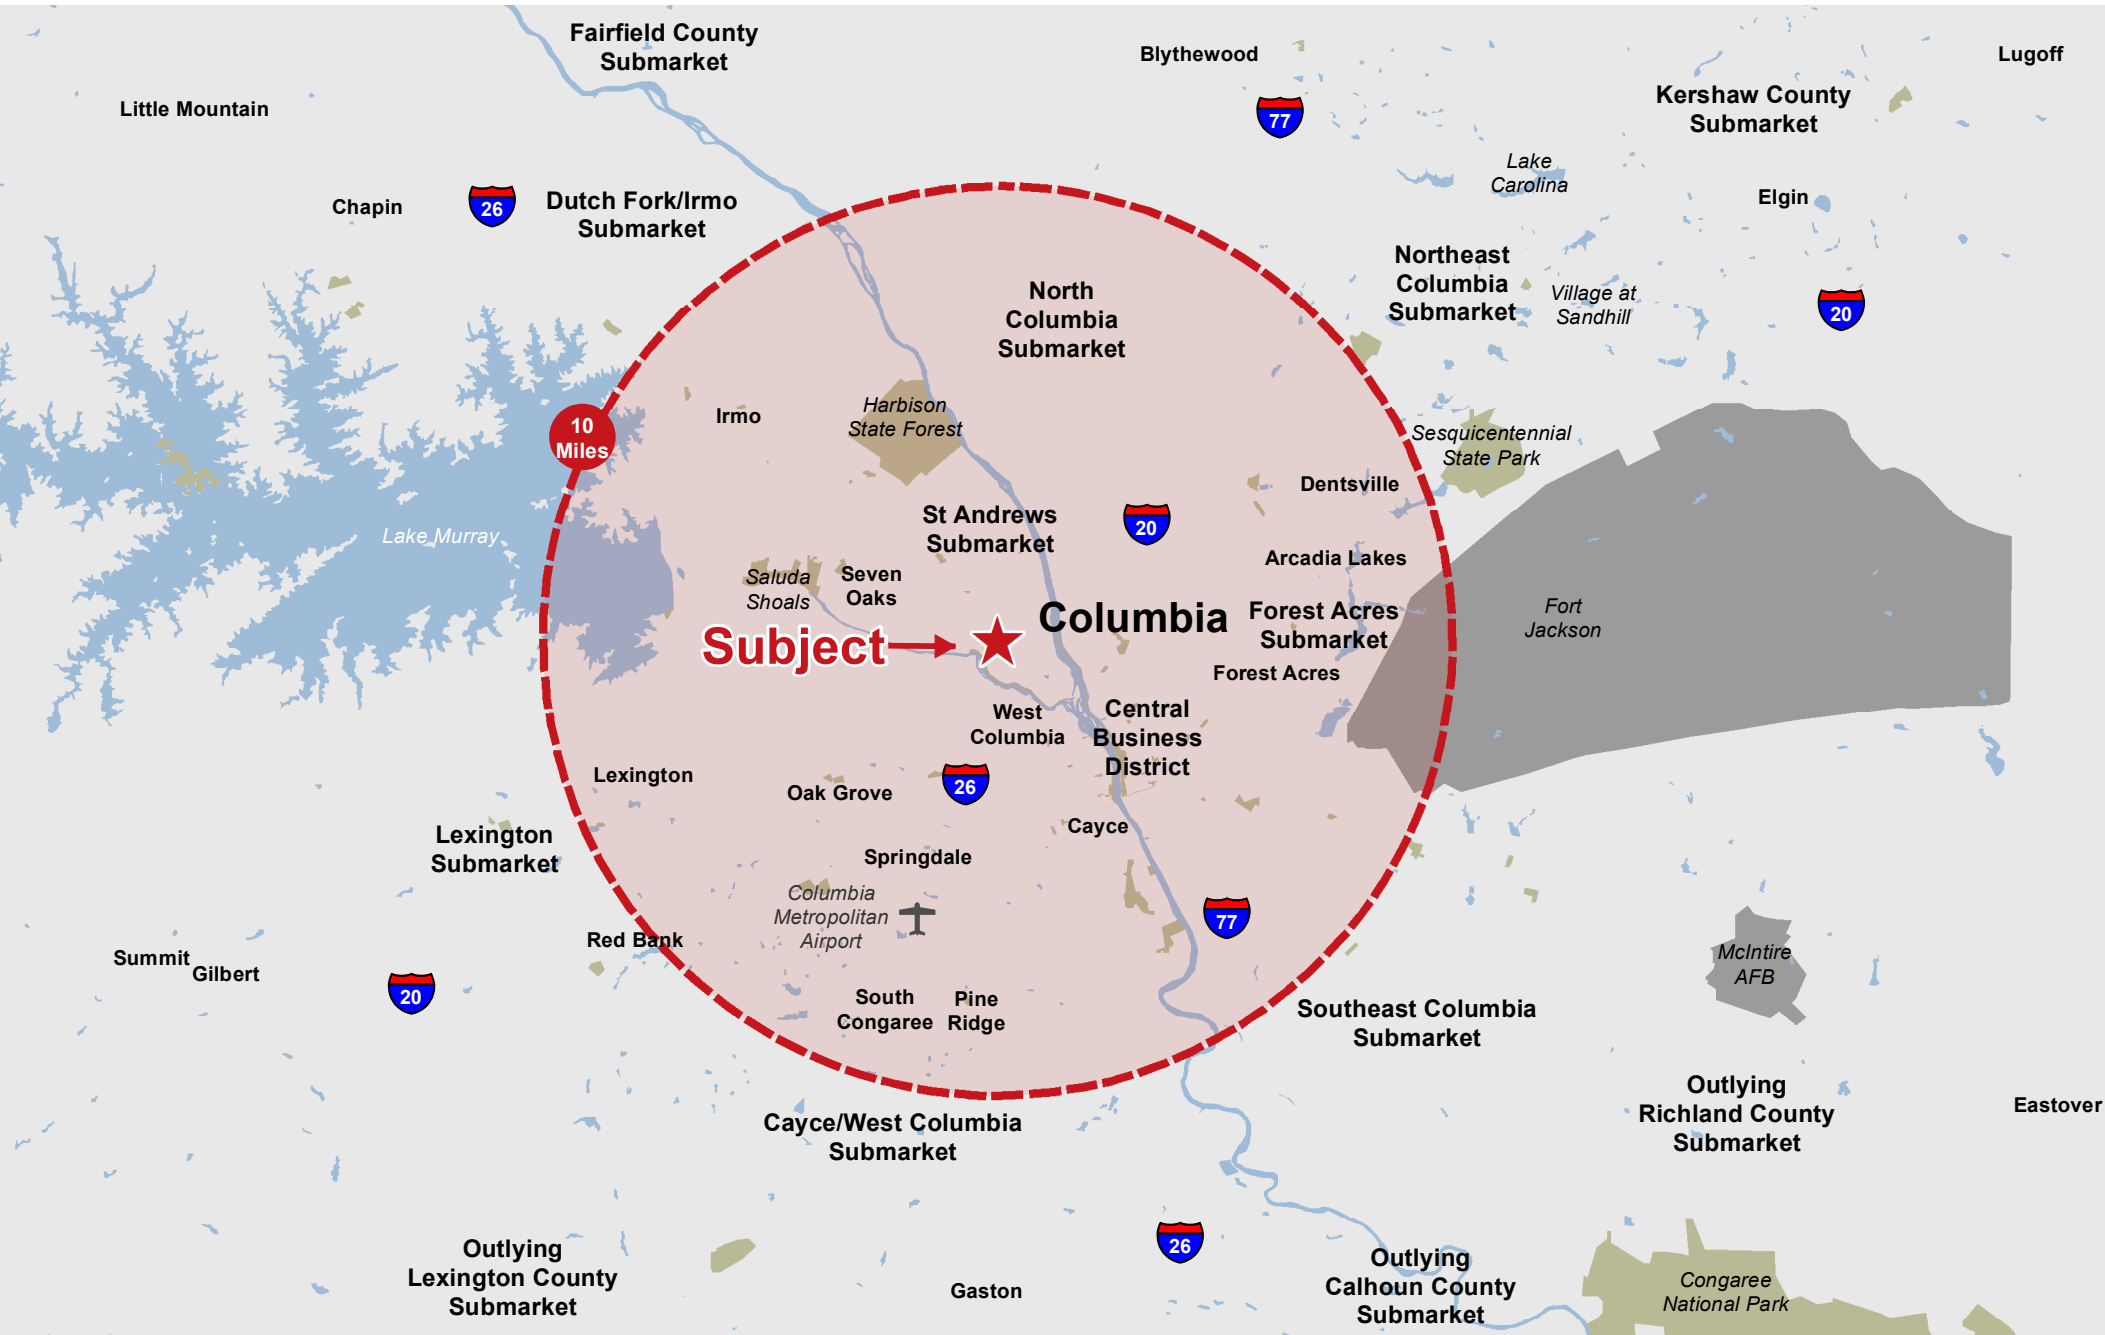 Fairfield County
Submarket
Blythewood
Lugoff
Kershaw County
Submarket
Little Mountain
77
Lake
Carolina
Chapin
26
Dutch Fork/Irmo
Submarket
Elgin
Northeast
Columbia
Submarket
Village at
Sandhill
20
North
Columbia
Submarket
10
Miles
Irmo
Harbison
State Forest
Sesquicentennial
State Park
Dentsville
Lake Murray
St Andrews
Submarket
20
Arcadia Lakes
Saluda
Shoals
Seven
Oaks
Subject
Columbia
Forest Acres
Submarket
Fort
Jackson
Forest Acres
West
Columbia
Central
Business
District
Lexington
Oak Grove
26
Cayce
Lexington
Submarket
Springdale
Columbia
Metropolitan
Airport
77
Red Bank
Summit
Gilbert
20
McIntire
AFB
South
Congaree
Pine
Ridge
Southeast Columbia
Submarket
Outlying
Richland County
Submarket
Eastover
Cayce/West Columbia
Submarket
Outlying
Lexington County
Submarket
26
Gaston
Outlying
Calhoun County
Submarket
Congaree
National Park